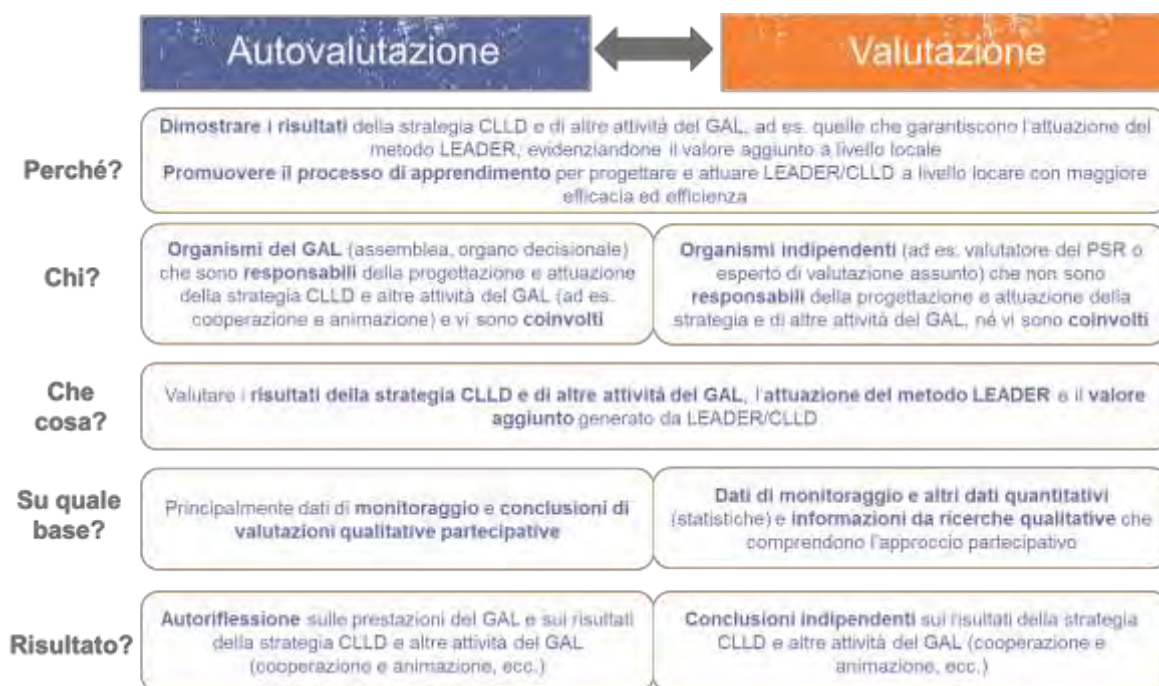 Autovalutazione
Valutazione
Perché?
Dimostrare i risultati della strategia CLLD e di altre attività del GAL, ad es. quelle che garantiscono l'attuazione del
metodo LEADER, evidenziandone il valore aggiunto a livello locale
Promuovere il processo di apprendimento per progettare e attuare LEADER/CLLD a livello locare con maggiore
efficacia ed efficienza
Chi?
Organismi del GAL (assemblea, organo decisionale)
che sono responsabili della progettazione e attuazione
della strategia CLLD e altre attività del GAL (ad es.
cooperazione e animazione) e vi sono coinvolti
Organismi indipendenti (ad es. valutatore del PSR o
esperto di valutazione assunto) che non sono
responsabili della progettazione e attuazione della
strategia e di altre attività del GAL, né vi sono coinvolti
Che
cosa?
Valutare i risultati della strategia CLLD e di altre attività del GAL, l'attuazione del metodo LEADER e il valore
aggiunto generato da LEADER/CLLD
Su quale
base?
Principalmente dati di monitoraggio e conclusioni di
valutazioni qualitative partecipative
Dati di monitoraggio e altri dati quantitativi
(statistiche) e informazioni da ricerche qualitative che
comprendono l'approccio partecipativo
Risultato?
Autoriflessione sulle prestazioni del GAL e sui risultati
della strategia CLLD e altre attività del GAL
(cooperazione e animazione, ecc.)
Conclusioni indipendenti sui risultati della strategia
CLLD e altre attività del GAL (cooperazione e
animazione, ecc.)